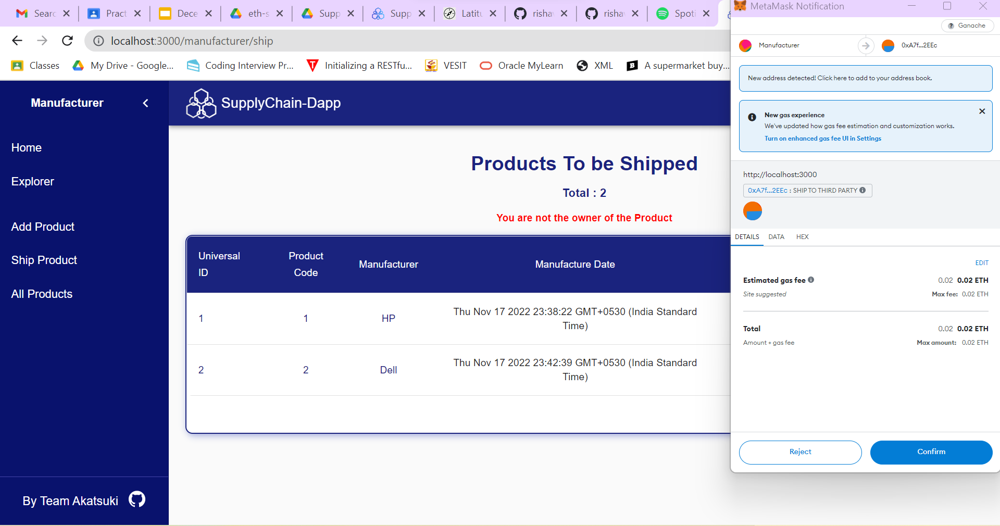 Searc
Pract
Dece
eth-s
Supp
Supp
Latitu
risha
risha
Spoti
localhost:3000/manufacturer/ship
Classes
My Drive - Google...
Coding Interview Pr...
Initializing a RESTfu...
VESIT
Oracle MyLearn
XML
A supermarket buy...
Manufacturer
Home
Explorer
Add Product
Ship Product
All Products
By Team Akatsuki
SupplyChain-Dapp
Products To be Shipped
Total : 2
You are not the owner of the Product
Universal ID
Product Code
Manufacturer
Manufacture Date
1
1
HP
Thu Nov 17 2022 23:38:22 GMT+0530 (India Standard
Time)
2
2
Dell
Thu Nov 17 2022 23:42:39 GMT+0530 (India Standard
Time)
MetaMask Notification
Ganache
Manufacturer
0xA7f...2EEc
New address detected! Click here to add to your address book.
New gas experience
We've updated how gas fee estimation and customization works.
Turn on enhanced gas fee UI in Settings
http://localhost:3000
0xA7f...2EEc : SHIP TO THIRD PARTY
DETAILS
DATA
HEX
EDIT
Estimated gas fee
0.02 0.02 ETH
Site suggested
Max fee: 0.02 ETH
Total
0.02 0.02 ETH
Amount + gas fee
Max amount: 0.02 ETH
Reject
Confirm